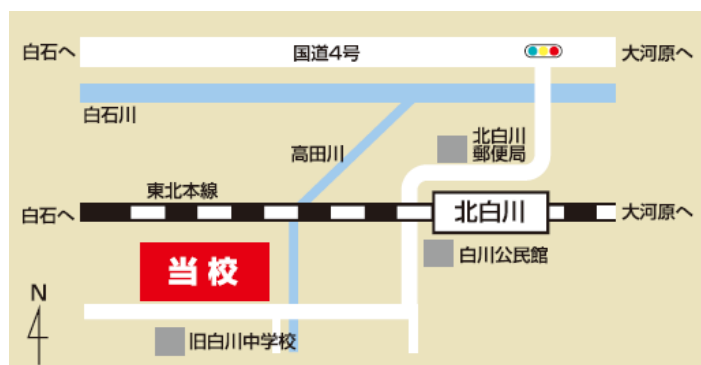 白石へ
国道4号
大河原へ
白石川
高田川
北白川
郵便局
東北本線
白石へ
北白川
大河原へ
当校
白川公民館
N
旧白川中学校